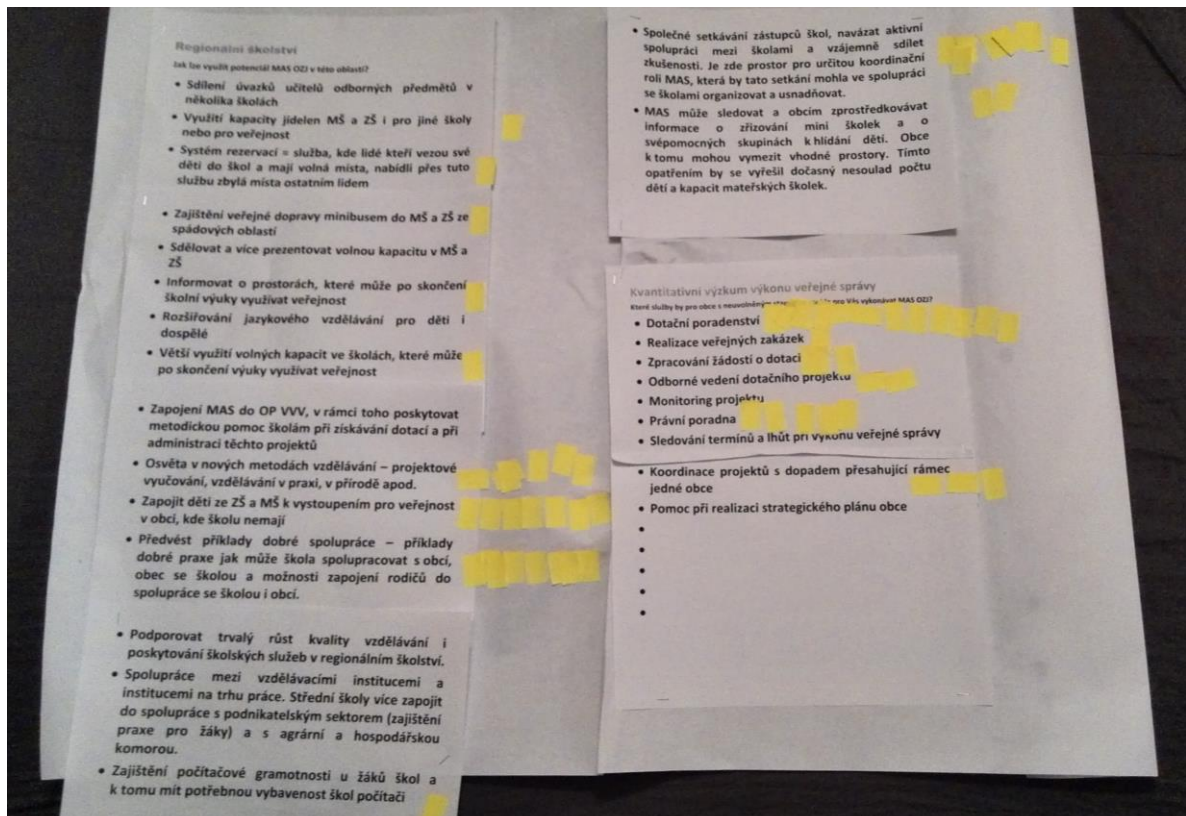 Regionální školství
Jak lze využít potenciál MAS OZJ v této oblasti?
• Sdílení úvazků učitelů odborných předmětů v
několika školách
• Využití kapacity jídelen MŠ a ZŠ i pro jiné školy
nebo pro veřejnost
• Systém rezervací = služba, kde lidé kteří vezou své
děti do škol a mají volná místa, nabídli přes tuto
službu zbylá místa ostatním lidem
• Zajištění veřejné dopravy minibusem do MŠ a ZŠ ze
spádových oblastí
• Sdělovat a více prezentovat volnou kapacitu v MŠ a
ZŠ
• Informovat o prostorách, které může po skončení
školní výuky využívat veřejnost
• Rozšiřování jazykového vzdělávání pro děti i
dospělé
• Větší využití volných kapacit ve školách, které může
po skončení výuky využívat veřejnost
• Zapojení MAS do OP VVV, v rámci toho poskytovat
metodickou pomoc školám při získávání dotací a při
administraci těchto projektů
• Osvěta v nových metodách vzdělávání – projektové
vyučování, vzdělávání v praxi, v přírodě apod.
• Zapojit děti ze ZŠ a MŠ k vystoupením pro veřejnost
v obci, kde školu nemají
• Předvést příklady dobré spolupráce – příklady
dobré praxe jak může škola spolupracovat s obcí,
obec se školou a možnosti zapojení rodičů do
spolupráce se školou i obcí.
• Podporovat trvalý růst kvality vzdělávání i
poskytování školských služeb v regionálním školství.
• Spolupráce mezi vzdělávacími institucemi a
institucemi na trhu práce. Střední školy více zapojit
do spolupráce s podnikatelským sektorem (zajištění
praxe pro žáky) a s agrární a hospodářskou
komorou.
• Zajištění počítačové gramotnosti u žáků škol a
k tomu mít potřebnou vybavenost škol počítači
• Společné setkávání zástupců škol, navázat aktivní
spolupráci mezi školami a vzájemně sdílet
zkušenosti. Je zde prostor pro určitou koordinační
roli MAS, která by tato setkání mohla ve spolupráci
se školami organizovat a usnadňovat.
• MAS může sledovat a obcím zprostředkovávat
informace o zřizování mini školek a o
svépomocných skupinách k hlídání dětí. Obce
k tomu mohou vymezit vhodné prostory. Tímto
opatřením by se vyřešil dočasný nesoulad počtu
dětí a kapacit mateřských školek.
Kvantitativní výzkum výkonu veřejné správy
Které služby by pro obce s neuvolněným pro Vás vykonávat MAS OZJ?
• Dotační poradenství
• Realizace veřejných zakázek
• Zpracování žádostí o dotaci
• Odborné vedení dotačního projektu
• Monitoring projektu
• Právní poradna
• Sledování termínů a lhůt při výkonu veřejné správy
• Koordinace projektů s dopadem přesahující rámec
jedné obce
• Pomoc při realizaci strategického plánu obce
•
•
•
•
•